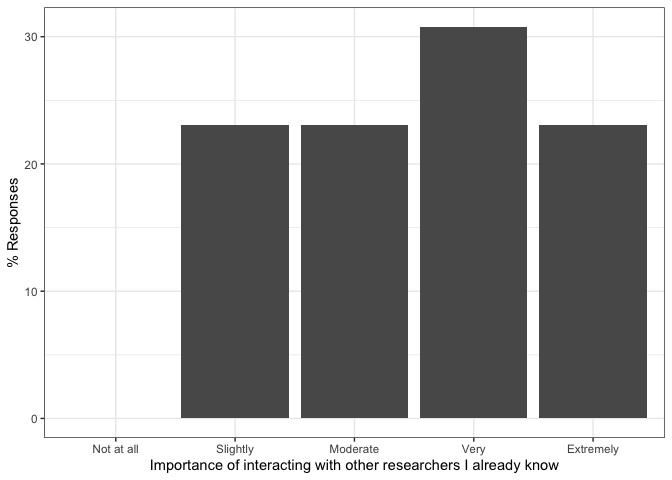 30
20
10
0
% Responses
Not at all
Slightly
Moderate
Very
Extremely
Importance of interacting with other researchers I already know